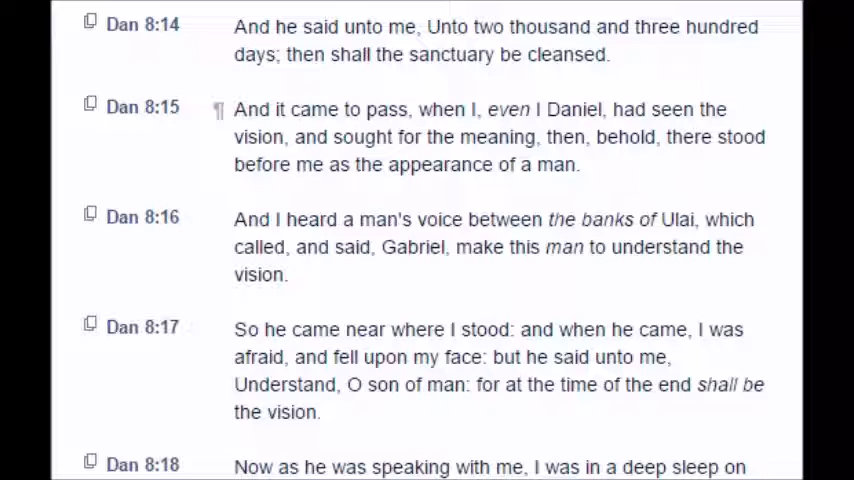 Dan 8:14 And he said unto me, Unto two thousand and three hundred
days; then shall the sanctuary be cleansed.
Dan 8:15 ¶ And it came to pass, when I, even I Daniel, had seen the
vision, and sought for the meaning, then, behold, there stood
before me as the appearance of a man.
Dan 8:16 And I heard a man's voice between the banks of Ulai, which
called, and said, Gabriel, make this man to understand the
vision.
Dan 8:17 So he came near where I stood: and when he came, I was
afraid, and fell upon my face: but he said unto me,
Understand, O son of man: for at the time of the end shall be
the vision.
Dan 8:18 Now as he was speaking with me, I was in a deep sleep on